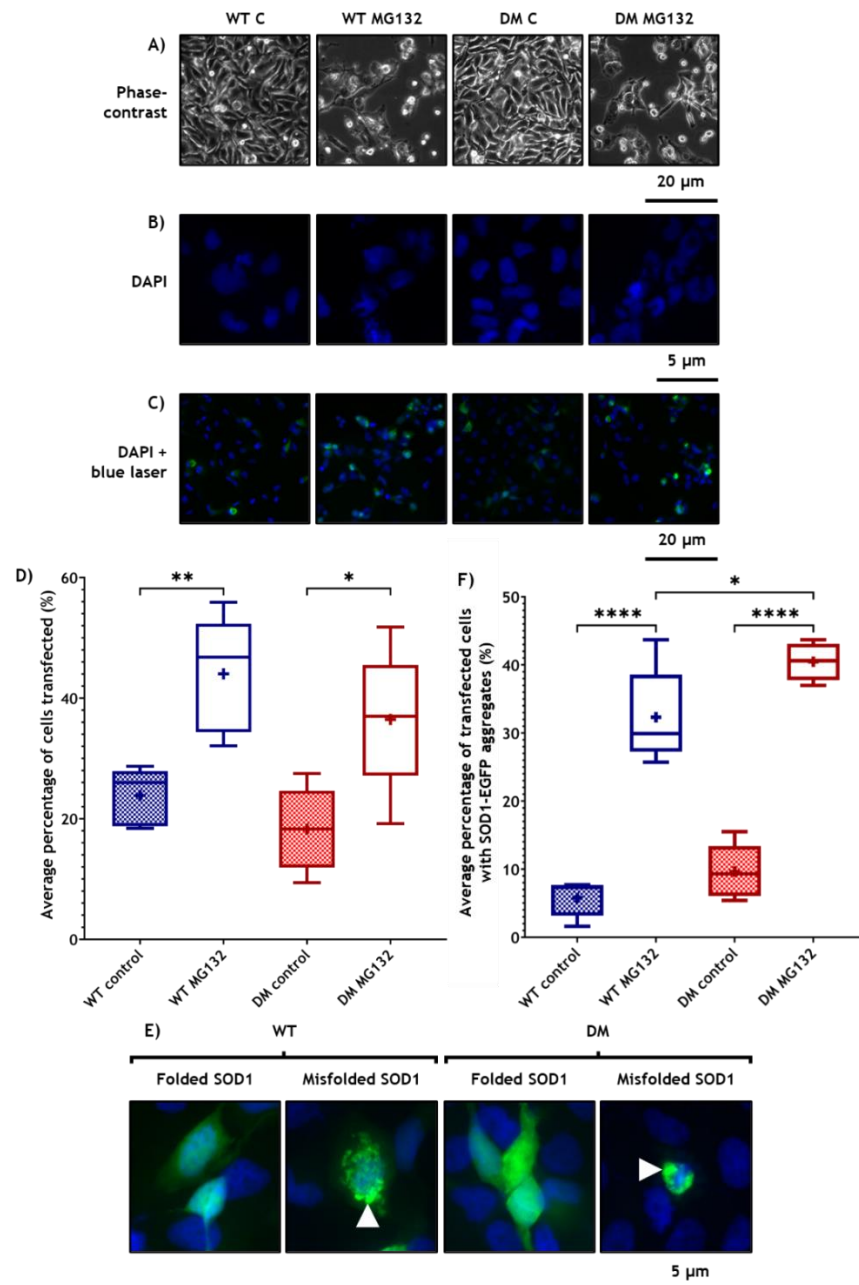 WT C WT MG132 DM C DM MG132
A)
Phase-
contrast
20 µm
B)
DAPI
5 µm
C)
DAPI +
blue laser
20 µm
D)
Average percentage of cells transfected (%)
60
40
20
0
** *
WT control
WT MG132
DM control
DM MG132
F)
Average percentage of transfected cells
with SOD1-EGFP aggregates (%)
50
40
30
20
10
0
*
**** ****
WT control
WT MG132
DM control
DM MG132
E)
WT DM
Folded SOD1 Misfolded SOD1 Folded SOD1 Misfolded SOD1
5 µm